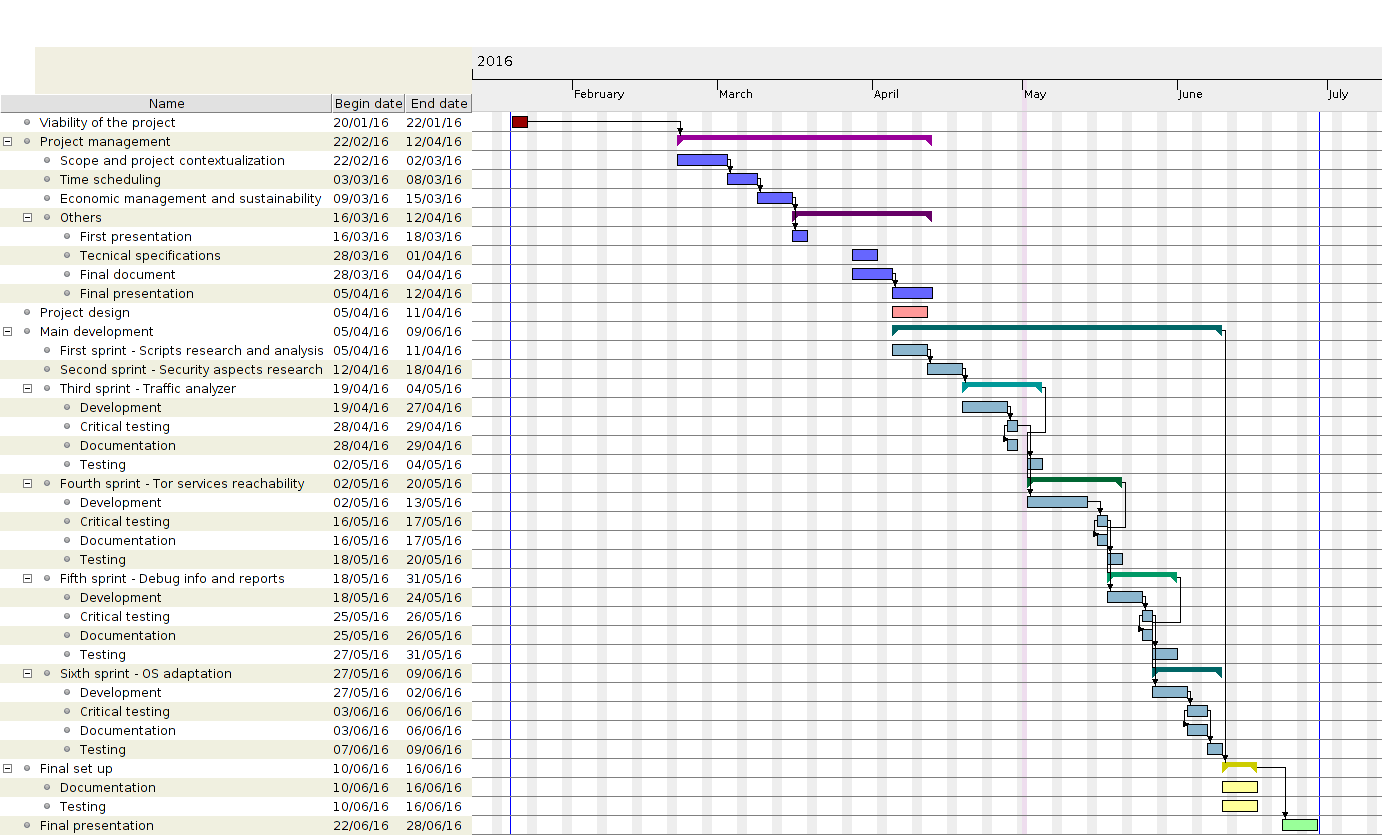 2016
February March April May June July
Name Begin date End date
Viability of the project 20/01/16 22/01/16
Project management 22/02/16 12/04/16
Scope and project contextualization 22/02/16 02/03/16
Time scheduling 03/03/16 08/03/16
Economic management and sustainability 09/03/16 15/03/16
Others 16/03/16 12/04/16
First presentation 16/03/16 18/03/16
Tecnical specifications 28/03/16 01/04/16
Final document 28/03/16 04/04/16
Final presentation 05/04/16 12/04/16
Project design 05/04/16 11/04/16
Main development 05/04/16 09/06/16
First sprint - Scripts research and analysis 05/04/16 11/04/16
Second sprint - Security aspects research 12/04/16 18/04/16
Third sprint - Traffic analyzer 19/04/16 04/05/16
Development 19/04/16 27/04/16
Critical testing 28/04/16 29/04/16
Documentation 28/04/16 29/04/16
Testing 02/05/16 04/05/16
Fourth sprint - Tor services reachability 02/05/16 20/05/16
Development 02/05/16 13/05/16
Critical testing 16/05/16 17/05/16
Documentation 16/05/16 17/05/16
Testing 18/05/16 20/05/16
Fifth sprint - Debug info and reports 18/05/16 31/05/16
Development 18/05/16 24/05/16
Critical testing 25/05/16 26/05/16
Documentation 25/05/16 26/05/16
Testing 27/05/16 31/05/16
Sixth sprint - OS adaptation 27/05/16 09/06/16
Development 27/05/16 02/06/16
Critical testing 03/06/16 06/06/16
Documentation 03/06/16 06/06/16
Testing 07/06/16 09/06/16
Final set up 10/06/16 16/06/16
Documentation 10/06/16 16/06/16
Testing 10/06/16 16/06/16
Final presentation 22/06/16 28/06/16